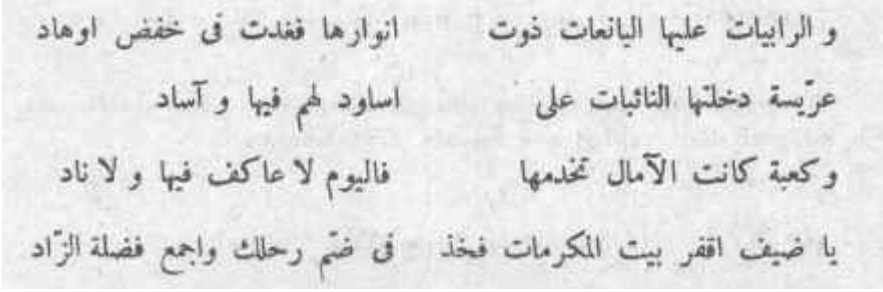 و الرابيات عليها اليانعات ذوت انوارها فغدت فى خفض اوهاد
عرّيسة دخلتها النائبات على اساود لهم فيها و آساد
وكعبة كانت الآمال تخدمها فاليوم لا عاكف فيها و لا ناد
يا ضيف اقفر بيت المكرمات فخذ فى ضمّ رحلك واجمع فضلة الزّاد